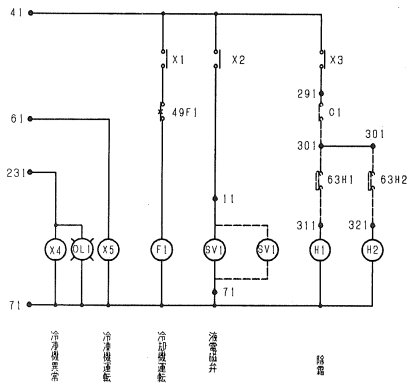 41
X1
X2
X3
291
49F1
C1
61
301
301
231
63H1
63H2
11
311
321
X4
OL1
X5
F1
SV1
SV1
H1
H2
71
71
冷凍機異常
冷凍機運転
冷却機運転
液電磁弁
除霜